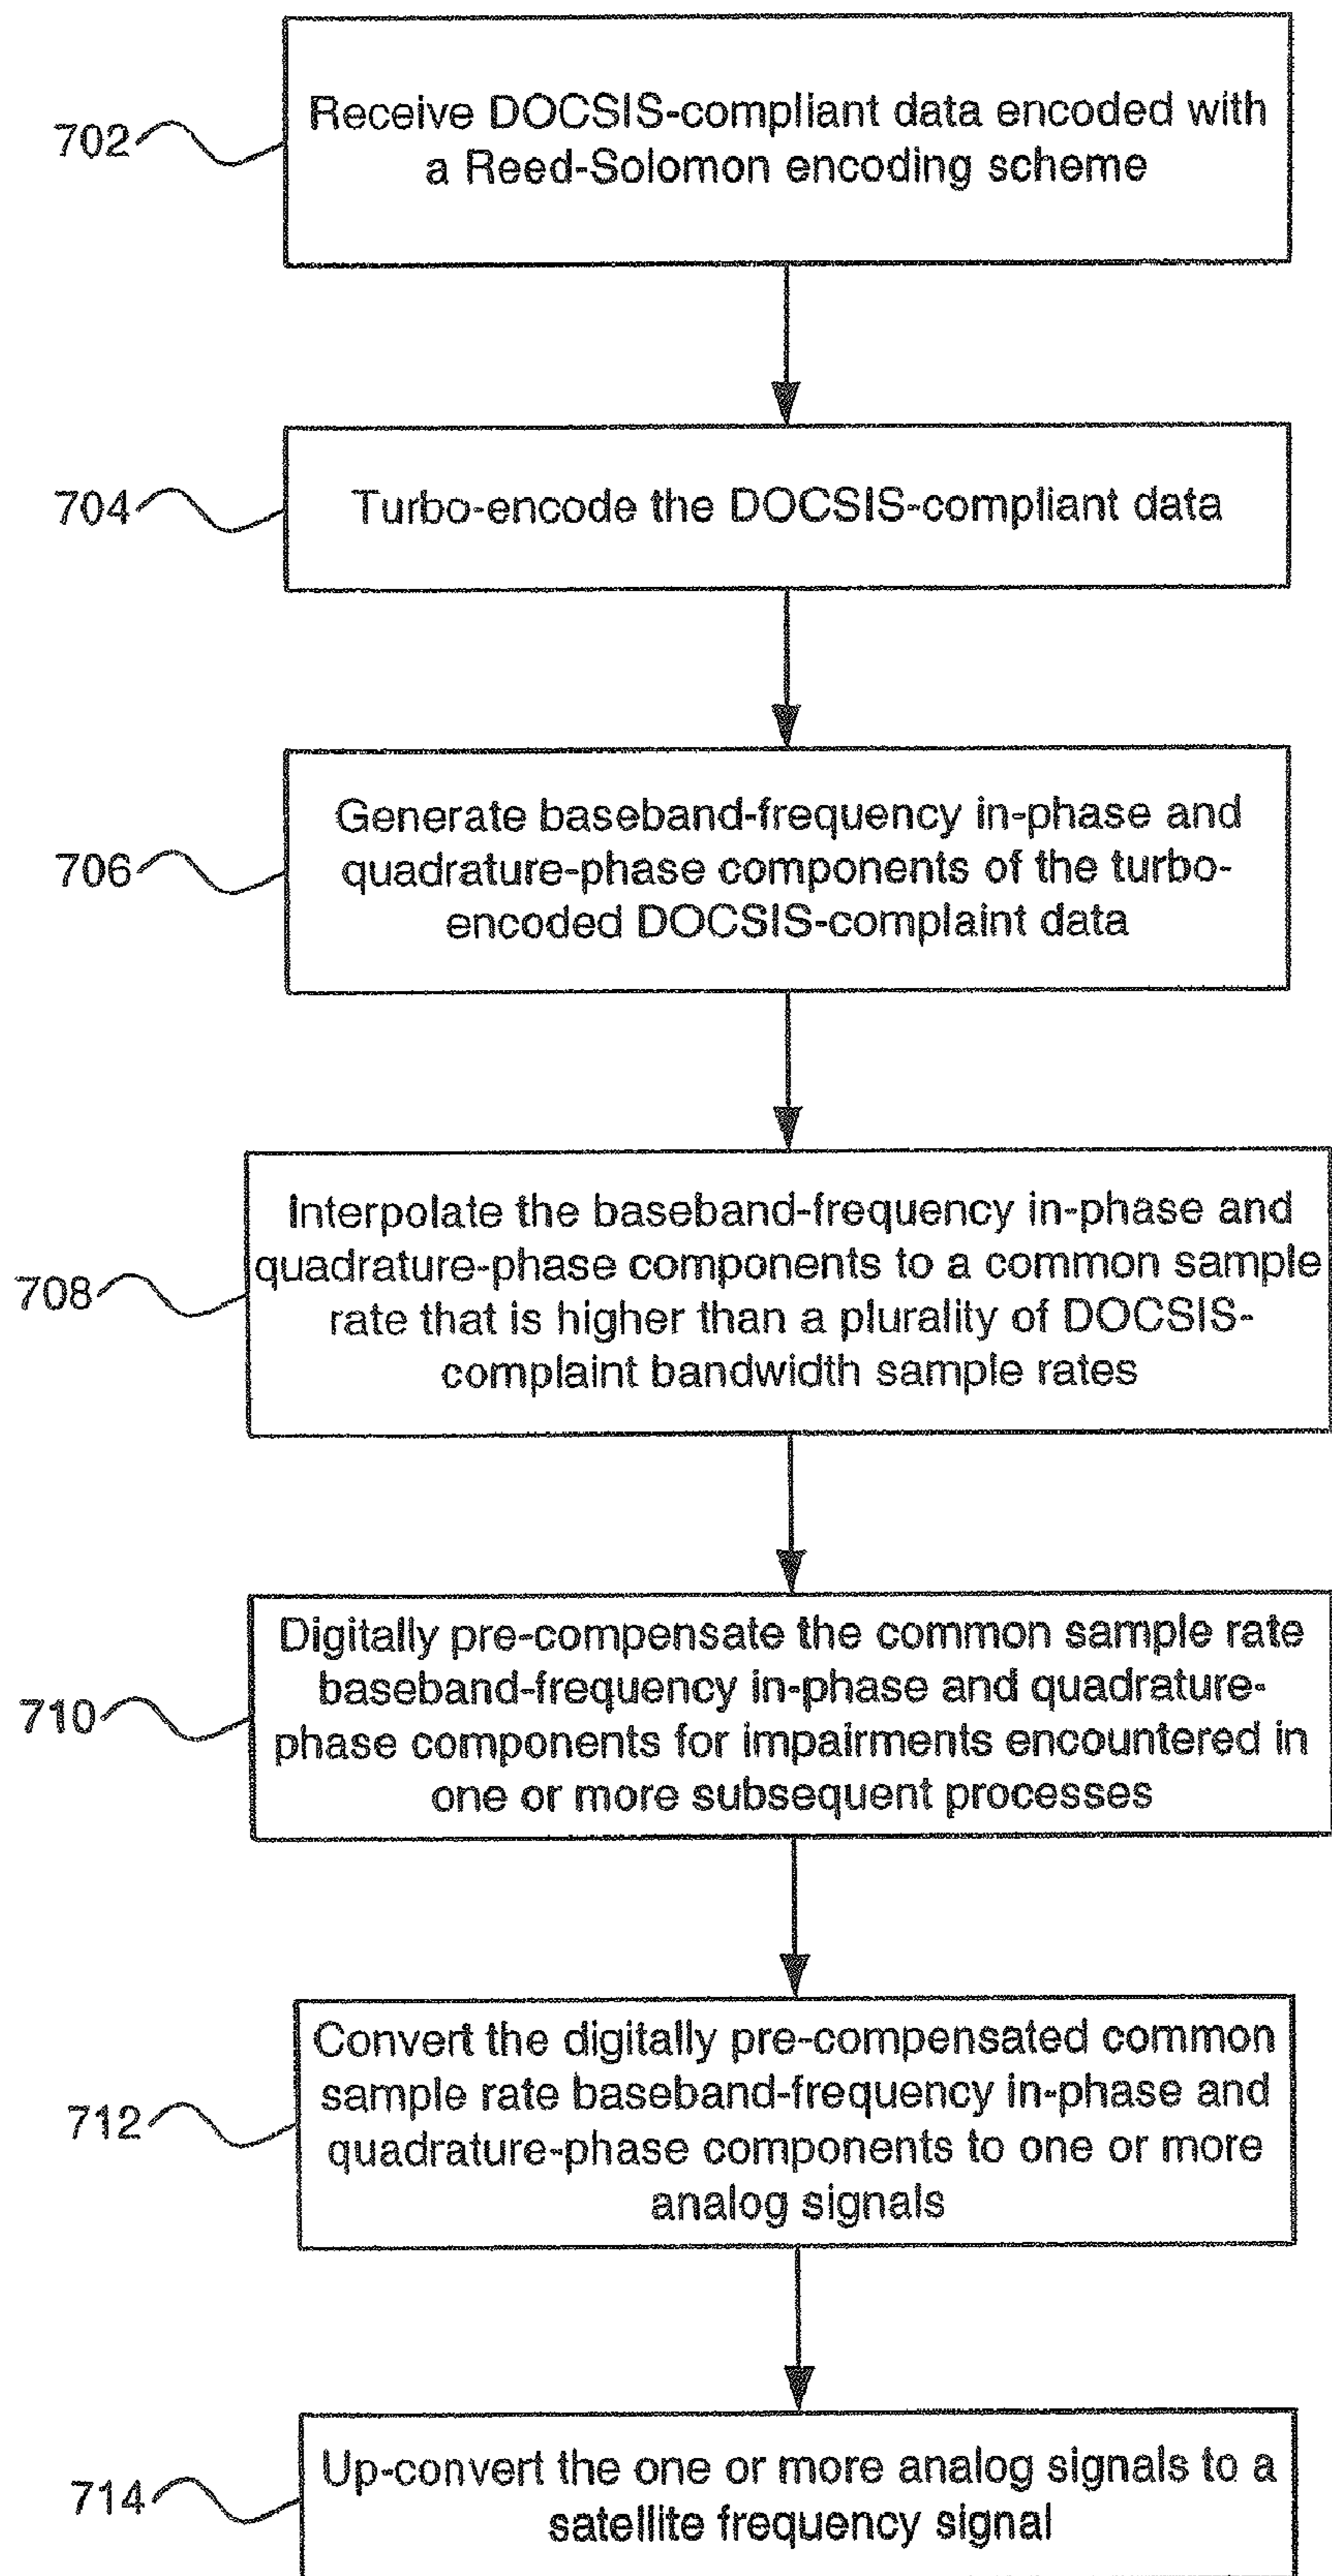 702
Receive DOCSIS-compliant data encoded with
a Reed-Solomon encoding scheme
704
Turbo-encode the DOCSIS-compliant data
706
Generate baseband-frequency in-phase and
quadrature-phase components of the turbo-
encoded DOCSIS-complaint data
708
Interpolate the baseband-frequency in-phase and
quadrature-phase components to a common sample
rate that is higher than a plurality of DOCSIS-
complaint bandwidth sample rates
710
Digitally pre-compensate the common sample rate
baseband-frequency in-phase and quadrature-
phase components for impairments encountered in
one or more subsequent processes
712
Convert the digitally pre-compensated common
sample rate baseband-frequency in-phase and
quadrature-phase components to one or more
analog signals
714
Up-convert the one or more analog signals to a
satellite frequency signal